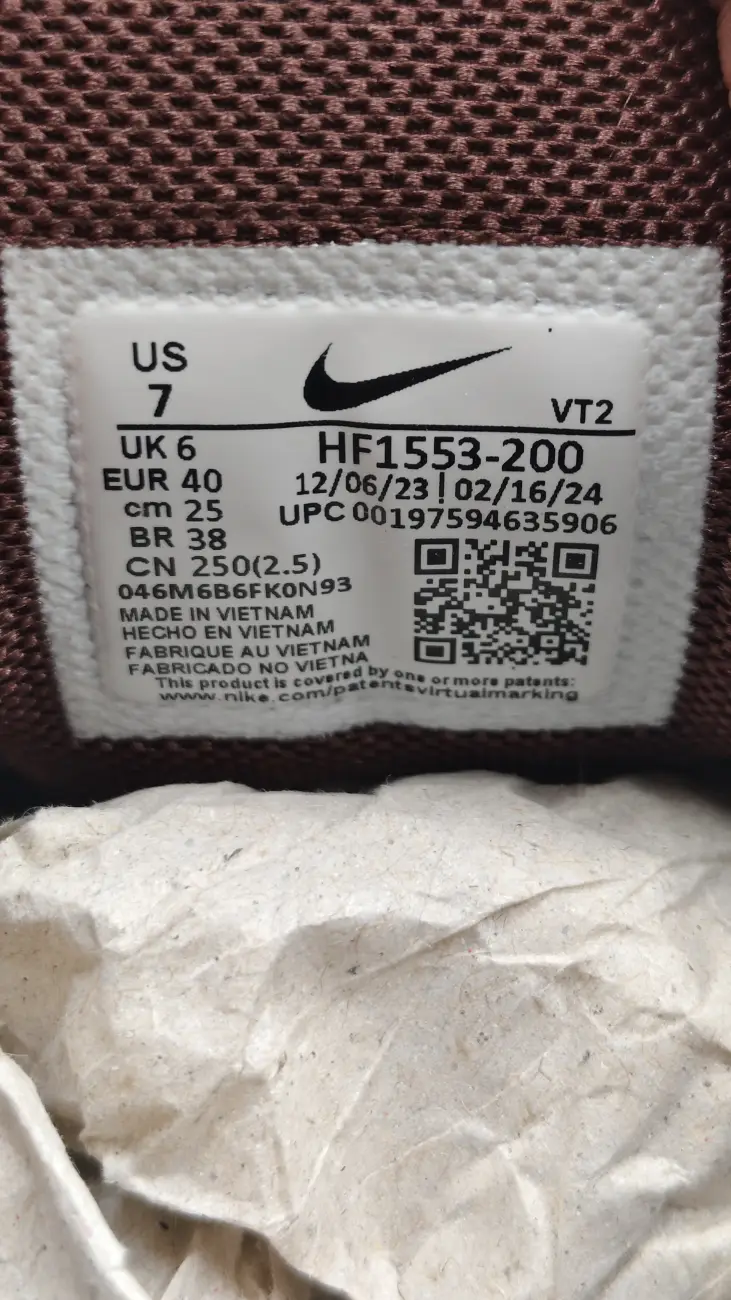 US
7
VT2
UK 6
HF1553-200
EUR 40
12/06/23 | 02/16/24
cm 25
UPC 00197594635906
BR 38
CN 250(2.5)
046M6B6FK0N93
MADE IN VIETNAM
HECHO EN VIETNAM
FABRIQUE AU VIETNAM
FABRICADO NO VIETNA
This product is covered by one or more patents:
www.nike.com/patentsvirtualmarking